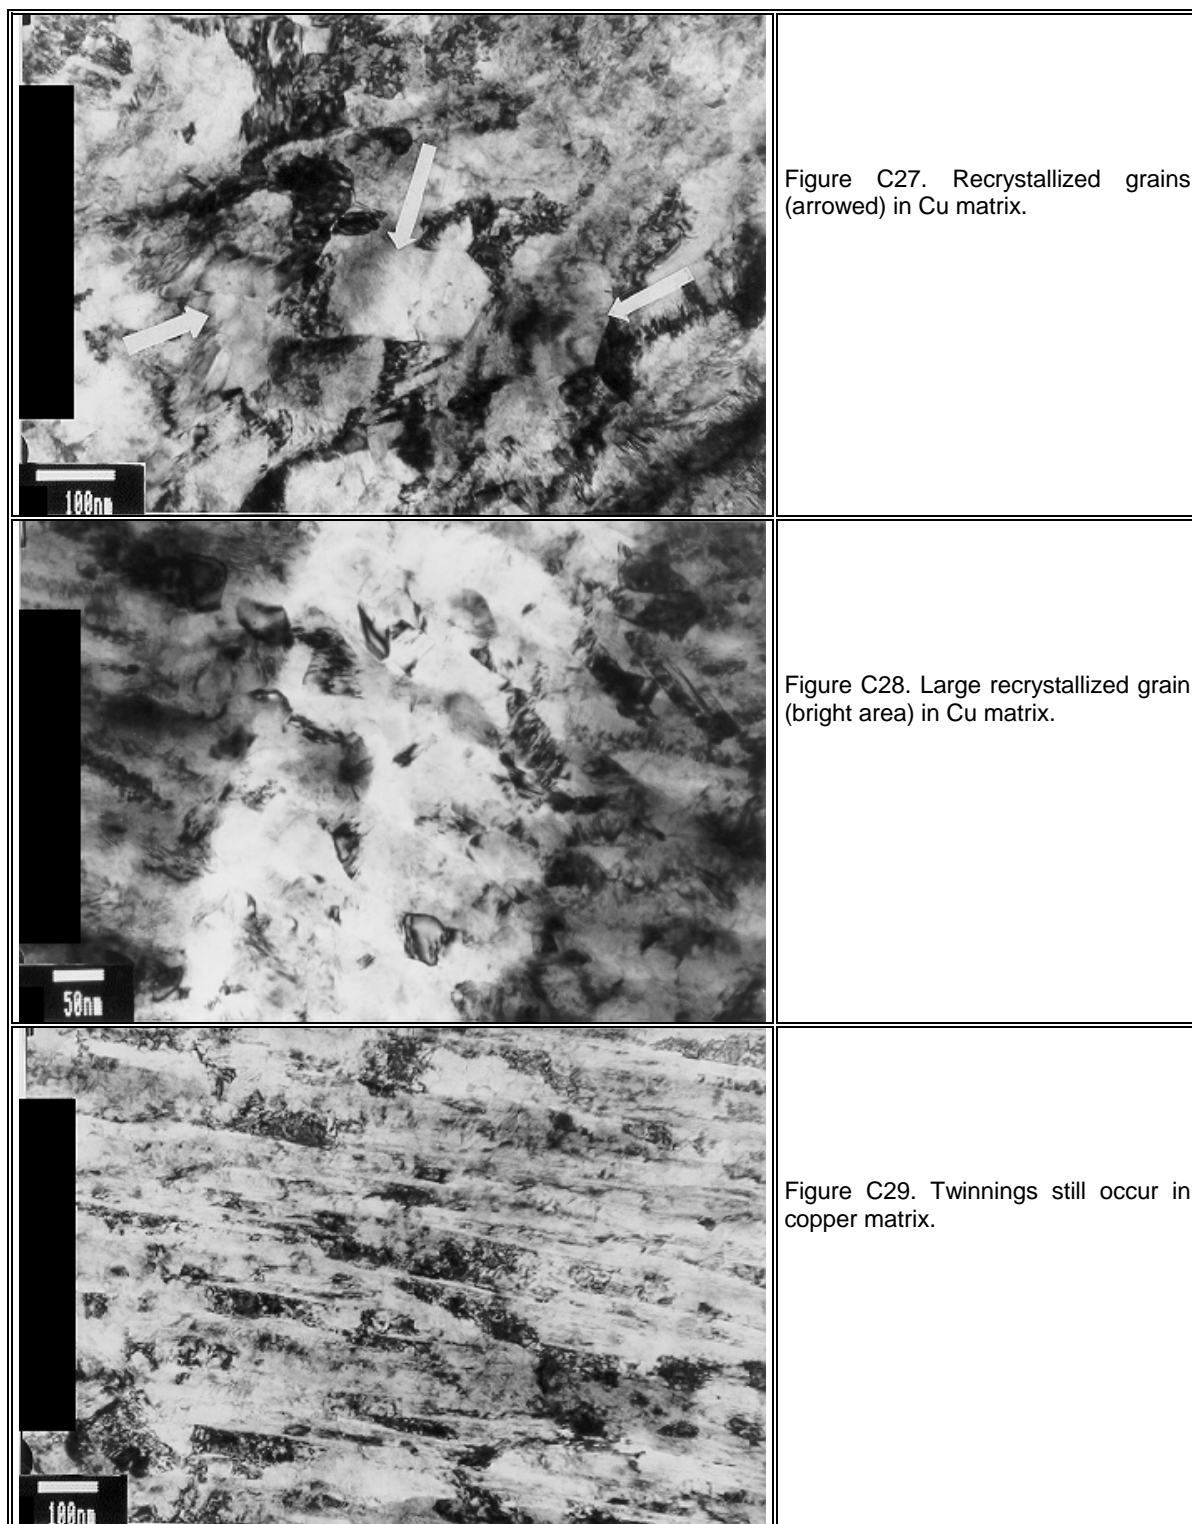 Figure C27. Recrystallized grains
(arrowed) in Cu matrix.
100nm
Figure C28. Large recrystallized grain
(bright area) in Cu matrix.
50nm
Figure C29. Twinnings still occur in
copper matrix.
100nm